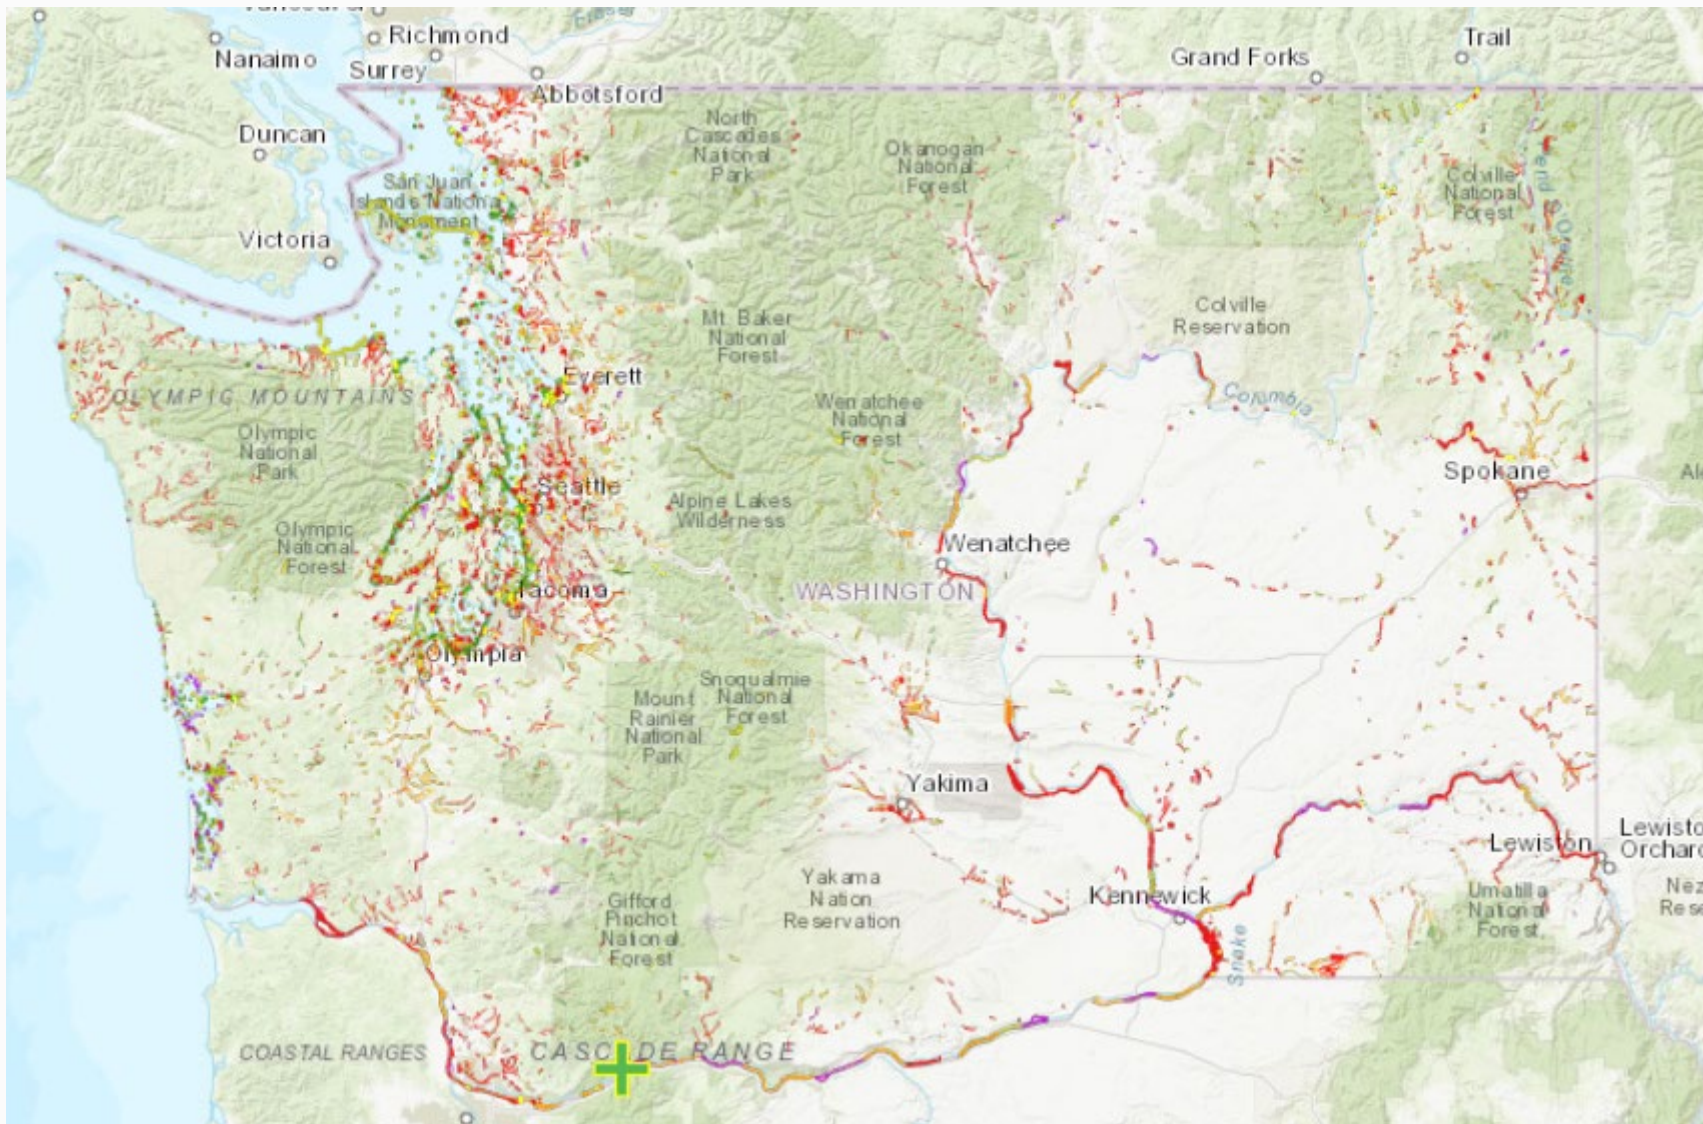 Richmond
Nanaimo
Surrey
Abbotsford
Grand Forks
Trail
Duncan
North
Cascades
National
Park
Okanogan
National
Forest
Colville
National
Forest
San Juan
Islands National
Monument
Victoria
Colville
Reservation
Mt. Baker
National
Forest
Everett
OLYMPIC MOUNTAINS
Columbia
Wenatchee
National
Forest
Olympic
National
Park
Spokane
Seattle
Alpine Lakes
Wilderness
Olympic
National
Forest
Wenatchee
Tacoma
WASHINGTON
Olympia
Snoqualmie
National
Forest
Mount
Rainier
National
Park
Yakima
Lewiston
Yakama
Nation
Reservation
Kennewick
Umatilla
National
Forest
Gifford
Pinchot
National
Forest
Snake
COASTAL RANGES
CASCADE RANGE